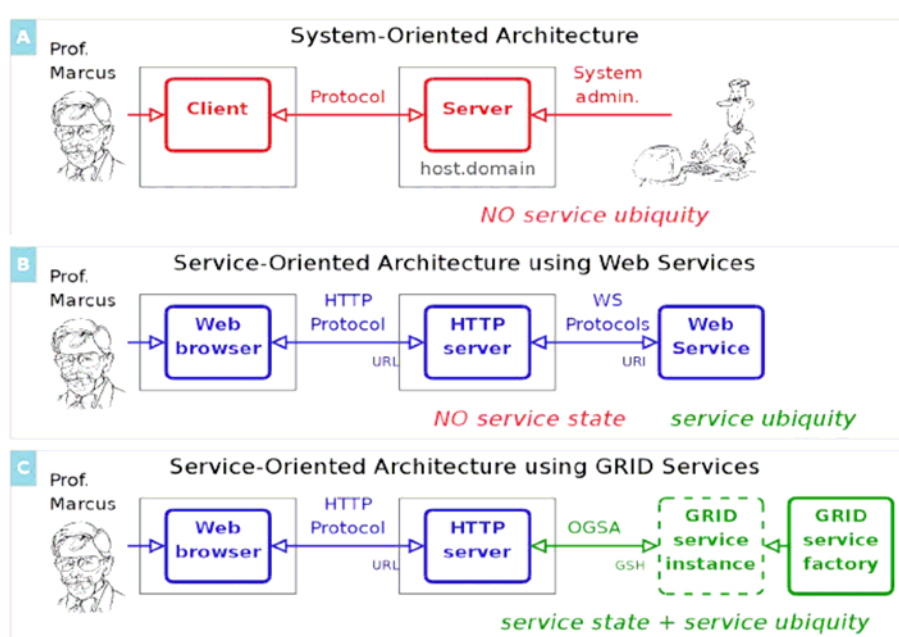 A
System-Oriented Architecture
Prof.
Marcus
Client
Protocol
Server
host.domain
System
admin.
NO service ubiquity
B
Service-Oriented Architecture using Web Services
Prof.
Marcus
Web
browser
HTTP
Protocol
URL
HTTP
server
WS
Protocols
URI
Web
Service
NO service state
service ubiquity
C
Service-Oriented Architecture using GRID Services
Prof.
Marcus
Web
browser
HTTP
Protocol
URL
HTTP
server
OGSA
GSH
GRID
service
instance
GRID
service
factory
service state + service ubiquity